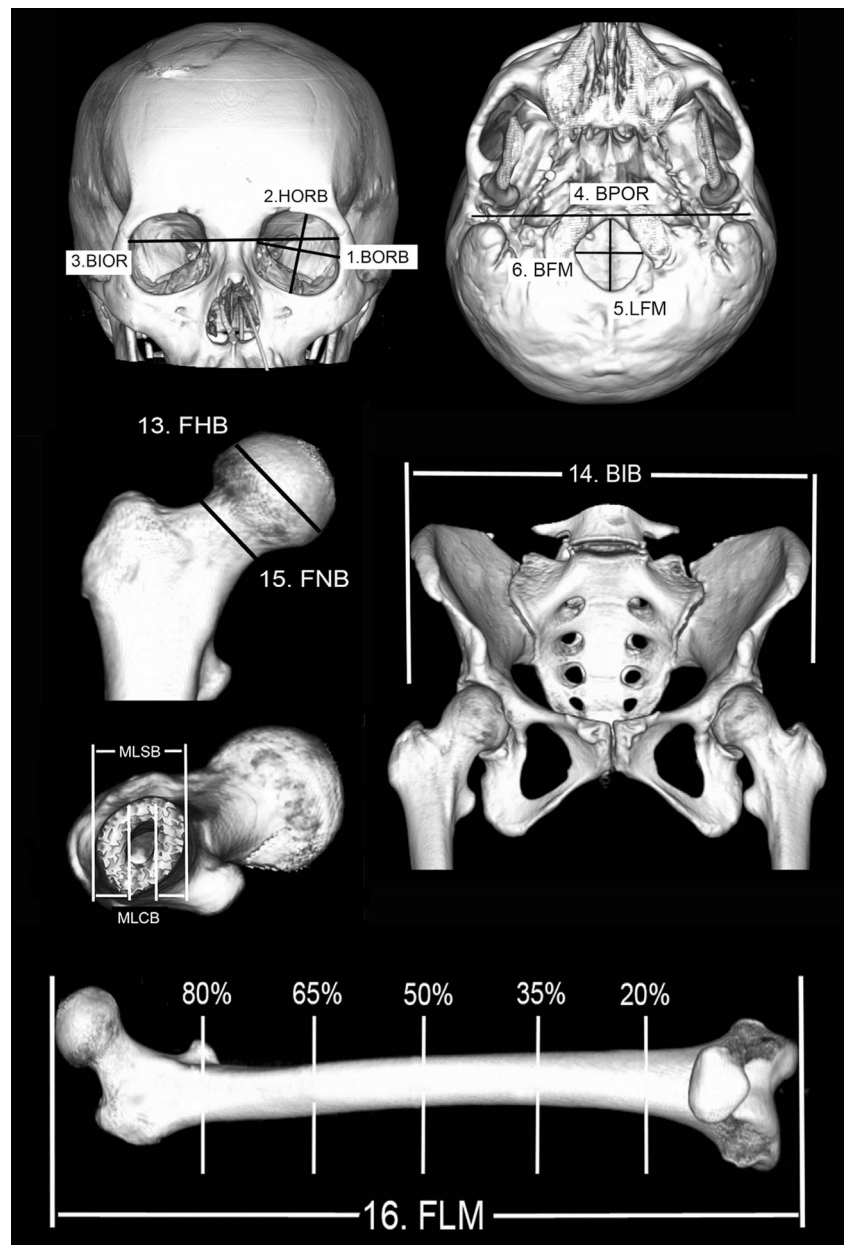 2.HORB
3.BIOR
1.BORB
4. BPOR
6. BFM
5.LFM
13. FHB
15. FNB
14. BIB
MLSB
MLCB
80% 65% 50% 35% 20%
16. FLM